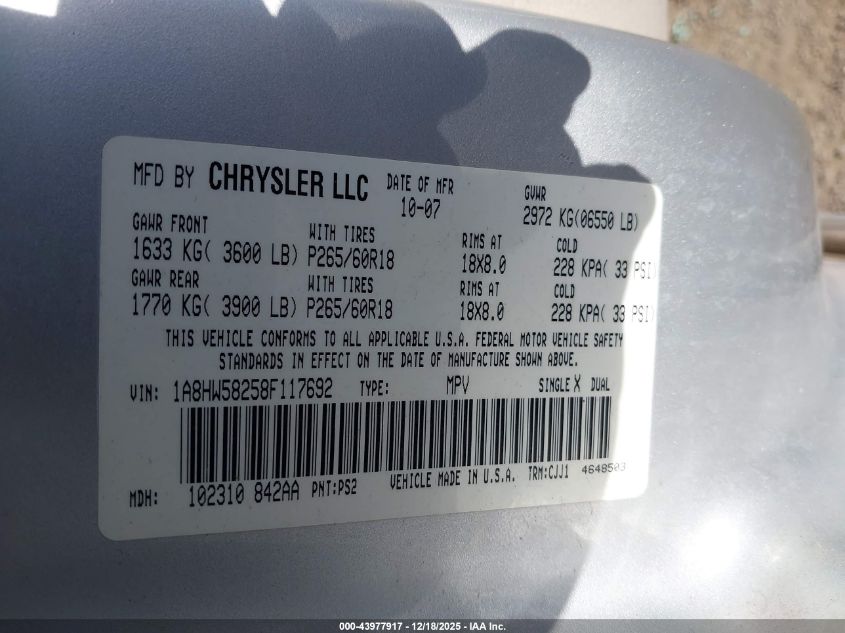 MFD BY CHRYSLER LLC DATE OF MFR GVWR
10-07 2972 KG(06550 LB)
GAWR FRONT WITH TIRES RIMS AT COLD
1633 KG( 3600 LB) P265/60R18 18X8.0 228 KPA( 33 PSI)
GAWR REAR WITH TIRES RIMS AT COLD
1770 KG( 3900 LB) P265/60R18 18X8.0 228 KPA( 33 PSI)
THIS VEHICLE CONFORMS TO ALL APPLICABLE U.S.A. FEDERAL MOTOR VEHICLE SAFETY
STANDARDS IN EFFECT ON THE DATE OF MANUFACTURE SHOWN ABOVE.
VIN: 1A8HW58258F117692 TYPE: MPV SINGLE X DUAL
MDH: 102310 842AA PNT:PS2 VEHICLE MADE IN U.S.A. TRM:CJJ1 4648503
000-43977917 - 12/18/2025 - IAA Inc.